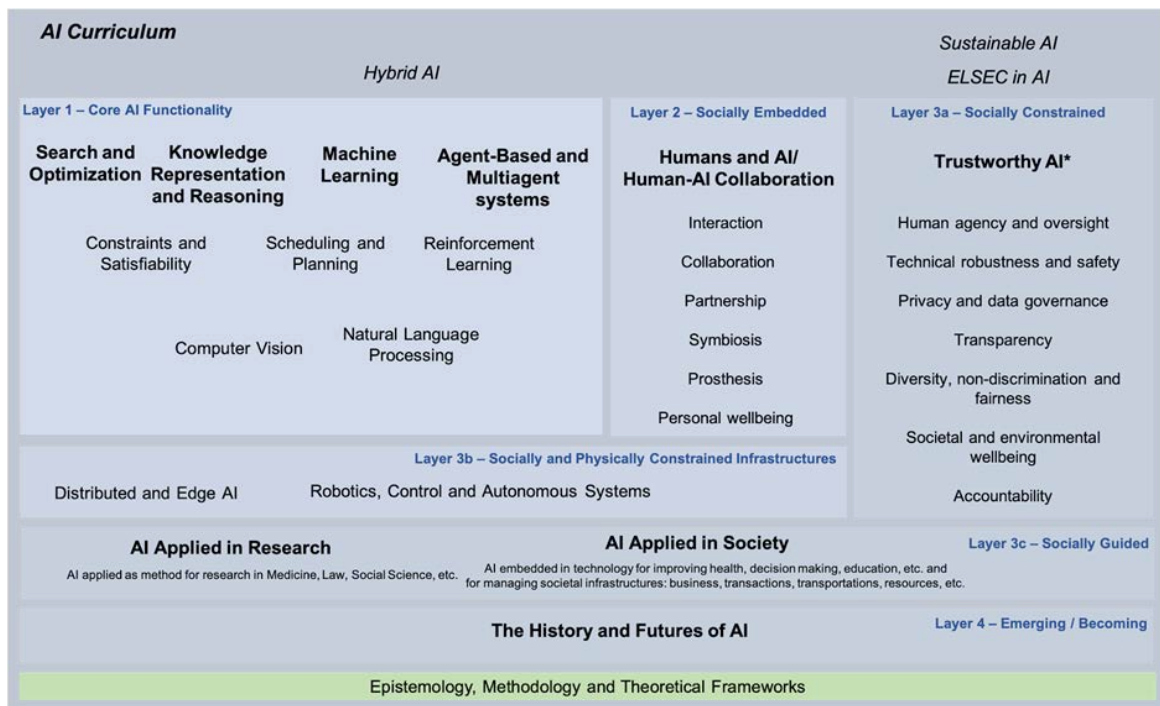 AI Curriculum
Hybrid AI
Sustainable AI
ELSEC in AI
Layer 1 – Core AI Functionality
Search and
Optimization
Knowledge
Representation
and Reasoning
Machine
Learning
Agent-Based and
Multiagent
systems
Constraints and
Satisfiability
Scheduling and
Planning
Reinforcement
Learning
Computer Vision
Natural Language
Processing
Layer 2 – Socially Embedded
Humans and AI/
Human-AI Collaboration
Interaction
Collaboration
Partnership
Symbiosis
Prosthesis
Personal wellbeing
Layer 3a – Socially Constrained
Trustworthy AI*
Human agency and oversight
Technical robustness and safety
Privacy and data governance
Transparency
Diversity, non-discrimination and
fairness
Societal and environmental
wellbeing
Accountability
Layer 3b – Socially and Physically Constrained Infrastructures
Distributed and Edge AI
Robotics, Control and Autonomous Systems
AI Applied in Research
AI applied as method for research in Medicine, Law, Social Science, etc.
AI Applied in Society
AI embedded in technology for improving health, decision making, education, etc. and
for managing societal infrastructures: business, transactions, transportations, resources, etc.
Layer 3c – Socially Guided
The History and Futures of AI
Layer 4 – Emerging / Becoming
Epistemology, Methodology and Theoretical Frameworks